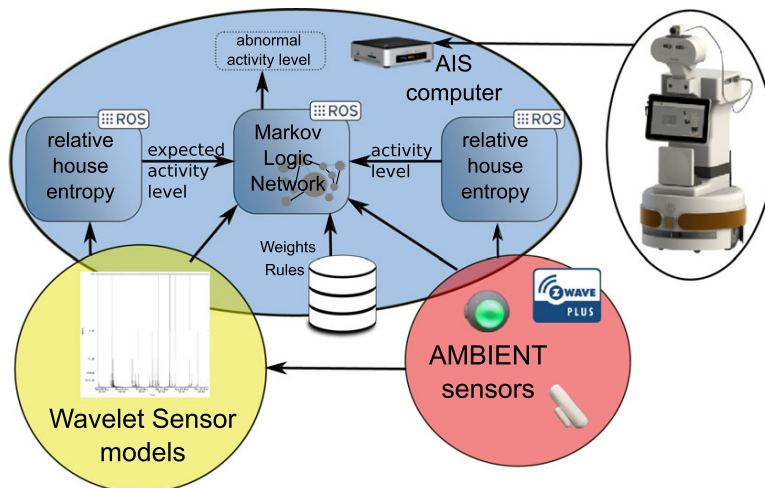 abnormal
activity level
AIS
computer
ROS
relative
house
entropy
expected
activity
level
ROS
Markov
Logic
Network
activity
level
ROS
relative
house
entropy
Weights
Rules
Wavelet Sensor
models
Z WAVE
PLUS
AMBIENT
sensors